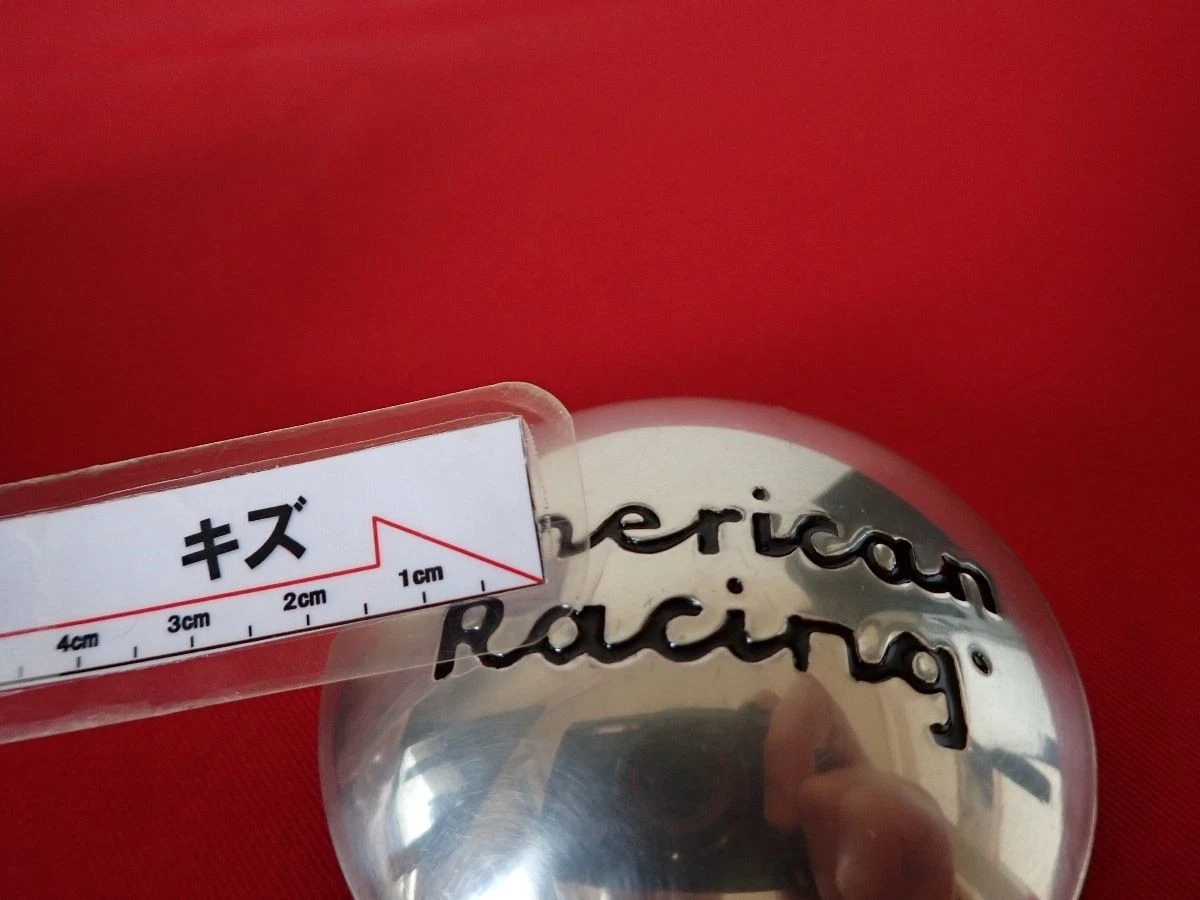 キズ
4cm 3cm 2cm 1cm
merican
Racing